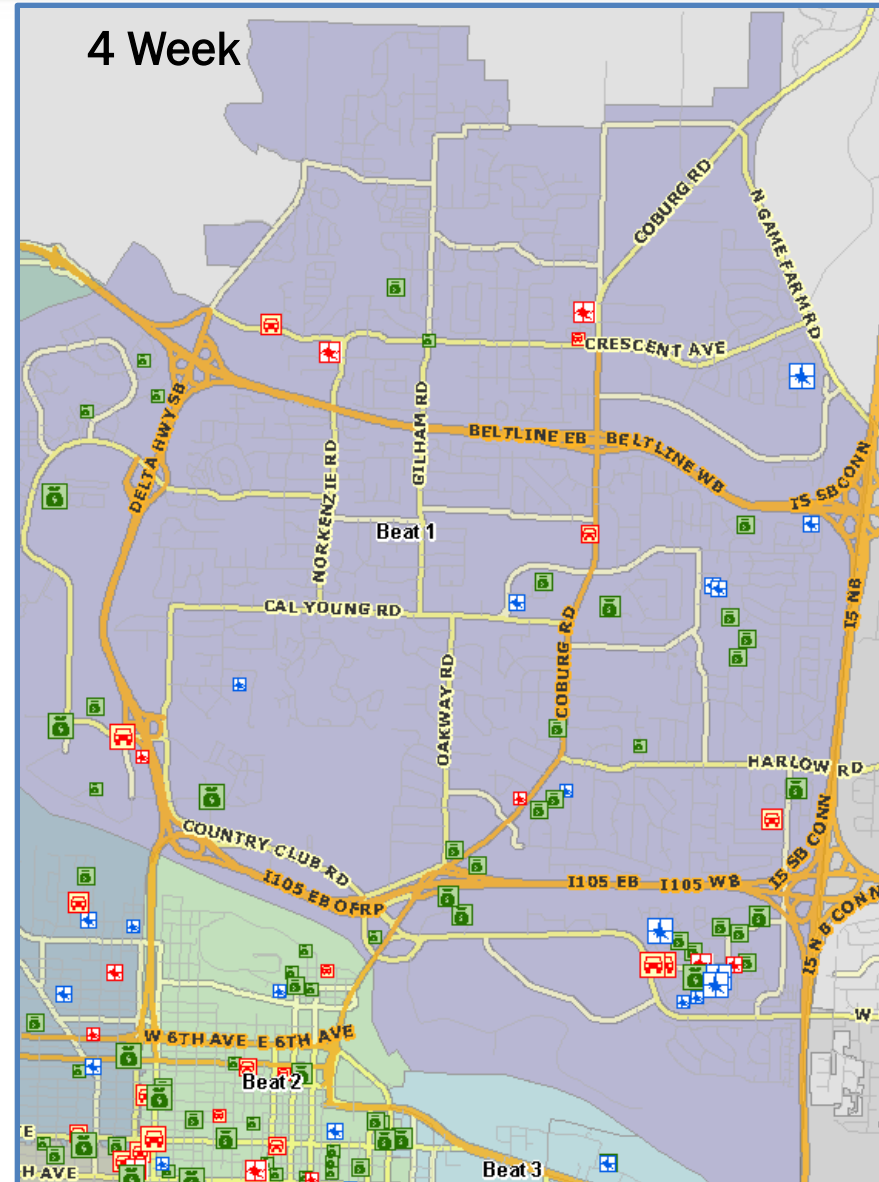 4 Week
COBURG RD
N GAME FARM RD
CRESCENT AVE
DELTA HWY SB
GILHAM RD
BELTLINE EB
BELTLINE WB
I5 SB CONN
NORKENZIE RD
Beat 1
I5 NB
CAL YOUNG RD
COBURG RD
OAKWAY RD
HARLOW RD
COUNTRY CLUB RD
I5 SB CONN
I105 EB OFRP
I105 EB
I105 WB
I5 N B CONN
W
W 6TH AVE
E 6TH AVE
Beat 2
E
H AVE
Beat 3